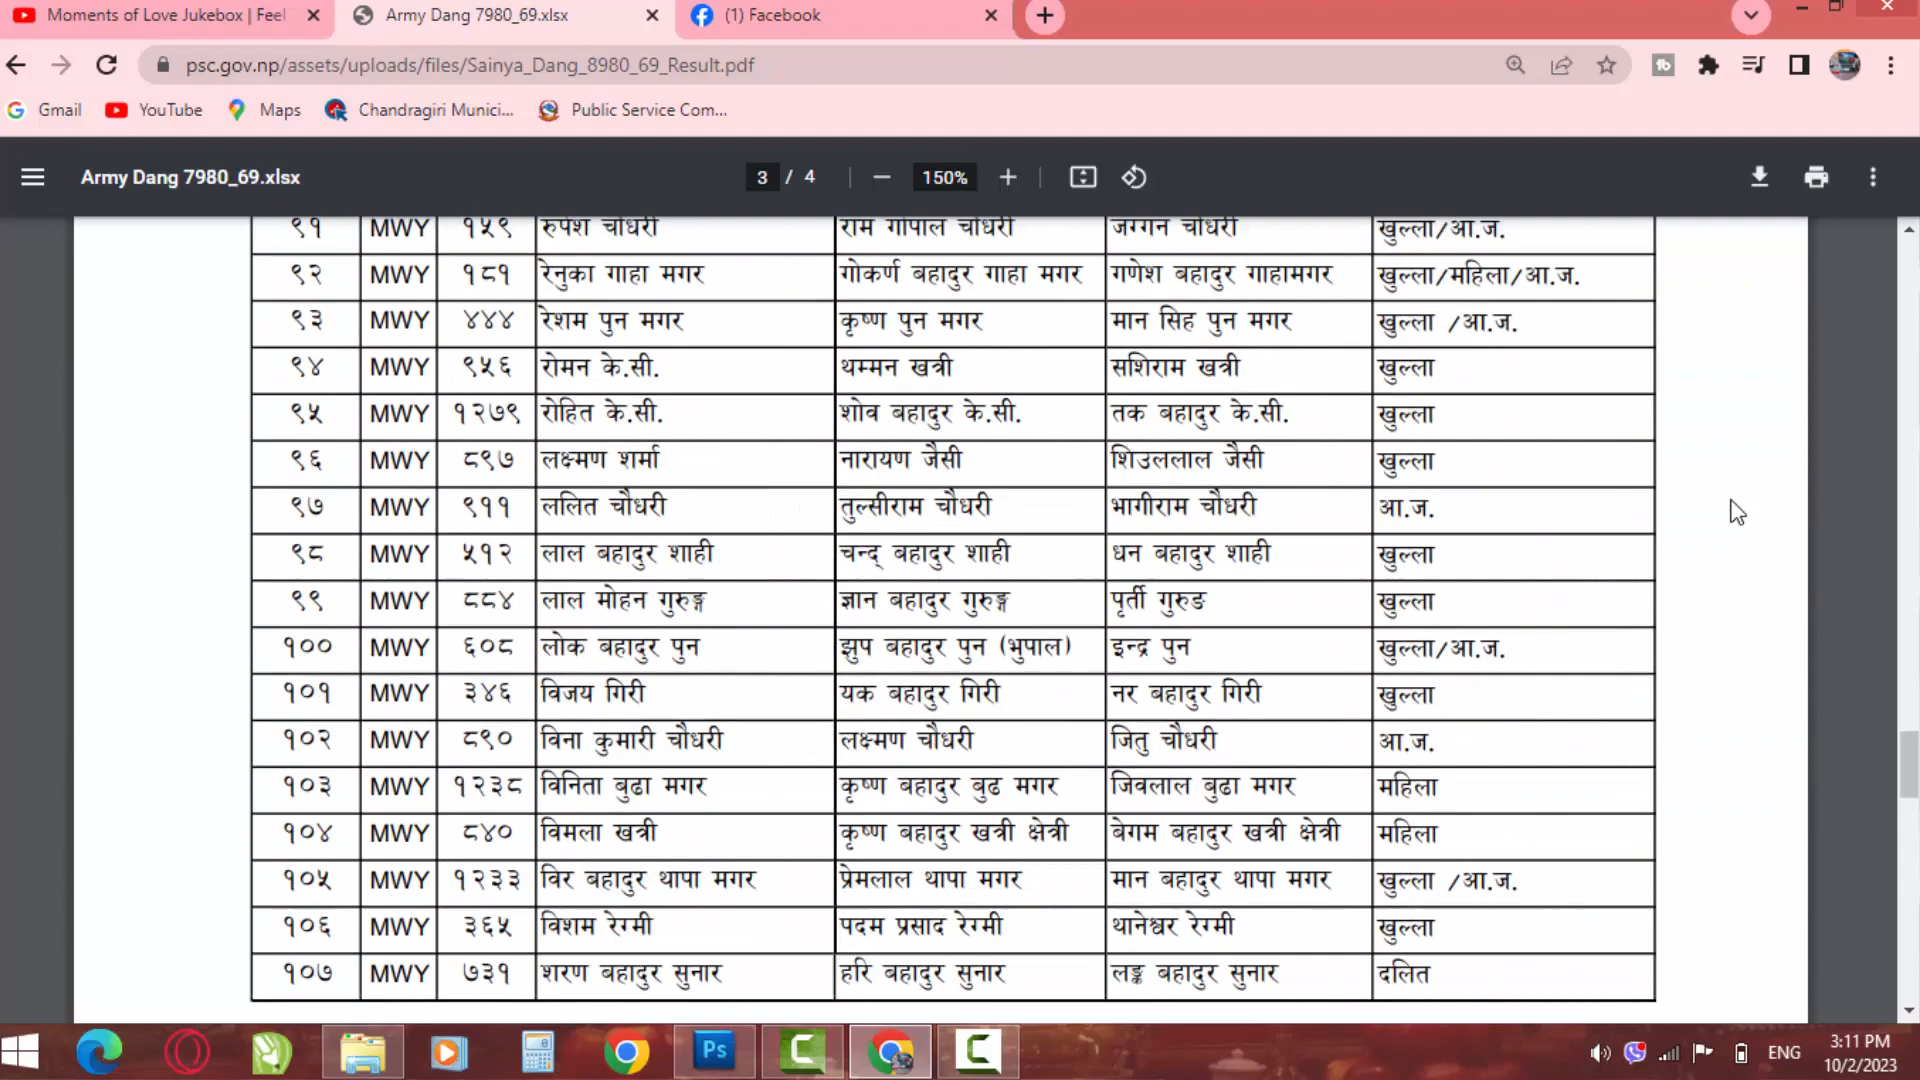 Moments of Love Jukebox | Feel
Army Dang 7980_69.xlsx
(1) Facebook
psc.gov.np/assets/uploads/files/Sainya_Dang_8980_69_Result.pdf
Gmail YouTube Maps Chandragiri Munici... Public Service Com...
Army Dang 7980_69.xlsx 3 / 4 150%
९१ MWY १५९ रुपेश चौधरी राम गोपाल चौधरी जग्गन चौधरी खुल्ला/आ.ज.
९२ MWY १८१ रेनुका गाहा मगर गोकर्ण बहादुर गाहा मगर गणेश बहादुर गाहामगर खुल्ला/महिला/आ.ज.
९३ MWY ४४४ रेशम पुन मगर कृष्ण पुन मगर मान सिह पुन मगर खुल्ला /आ.ज.
९४ MWY ९५६ रोमन के.सी. थम्मन खत्री सशिराम खत्री खुल्ला
९५ MWY १२७९ रोहित के.सी. शोव बहादुर के.सी. तक बहादुर के.सी. खुल्ला
९६ MWY ८९७ लक्ष्मण शर्मा नारायण जैसी शिउललाल जैसी खुल्ला
९७ MWY ९११ ललित चौधरी तुल्सीराम चौधरी भागीराम चौधरी आ.ज.
९८ MWY ५१२ लाल बहादुर शाही चन्द् बहादुर शाही धन बहादुर शाही खुल्ला
९९ MWY ८८४ लाल मोहन गुरुङ्ग ज्ञान बहादुर गुरुङ्ग पृर्ती गुरुङ खुल्ला
१०० MWY ६०८ लोक बहादुर पुन झुप बहादुर पुन (भुपाल) इन्द्र पुन खुल्ला/आ.ज.
१०१ MWY ३४६ विजय गिरी यक बहादुर गिरी नर बहादुर गिरी खुल्ला
१०२ MWY ८९० विना कुमारी चौधरी लक्ष्मण चौधरी जितु चौधरी आ.ज.
१०३ MWY १२३८ विनिता बुढा मगर कृष्ण बहादुर बुढ मगर जिवलाल बुढा मगर महिला
१०४ MWY ८४० विमला खत्री कृष्ण बहादुर खत्री क्षेत्री बेगम बहादुर खत्री क्षेत्री महिला
१०५ MWY १२३३ विर बहादुर थापा मगर प्रेमलाल थापा मगर मान बहादुर थापा मगर खुल्ला /आ.ज.
१०६ MWY ३६५ विशम रेग्मी पदम प्रसाद रेग्मी थानेश्वर रेग्मी खुल्ला
१०७ MWY ७३१ शरण बहादुर सुनार हरि बहादुर सुनार लङ्क बहादुर सुनार दलित
Ps
ENG
3:11 PM
10/2/2023